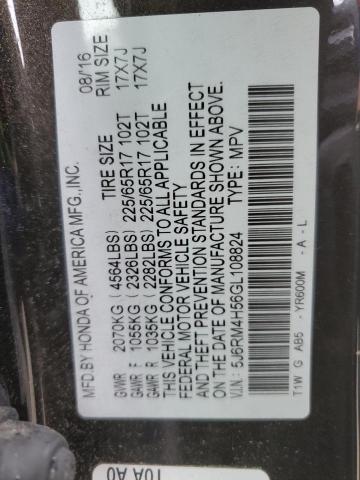 MFD.BY HONDA OF AMERICA MFG.,INC. 08/16
TIRE SIZE RIM SIZE
GVWR 2070KG (4564LBS)
GAWR F 1055KG (2326LBS) 225/65R17 102T 17X7J
GAWR R 1035KG (2282LBS) 225/65R17 102T 17X7J
THIS VEHICLE CONFORMS TO ALL APPLICABLE
FEDERAL MOTOR VEHICLE SAFETY
AND THEFT PREVENTION STANDARDS IN EFFECT
ON THE DATE OF MANUFACTURE SHOWN ABOVE.
V.I.N.: 5J6RM4H56GL108824 TYPE: MPV
T1W G AB5 - YR600M - A - L
10A A0